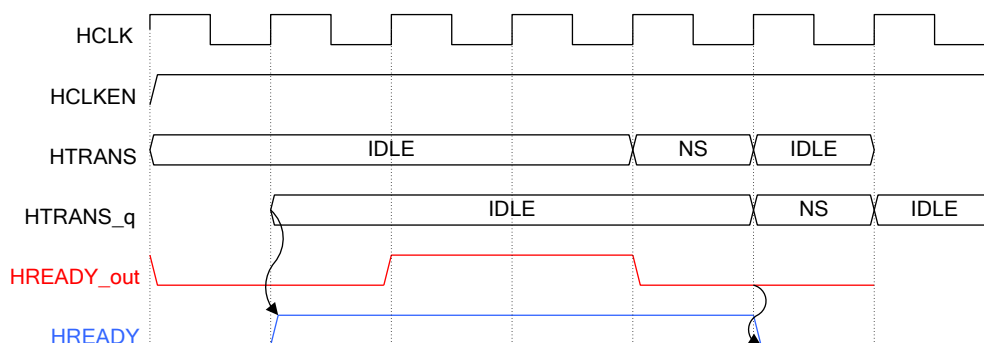 HCLK
HCLKEN
HTRANS IDLE NS IDLE
HTRANS_q IDLE NS IDLE
HREADY_out
HREADY